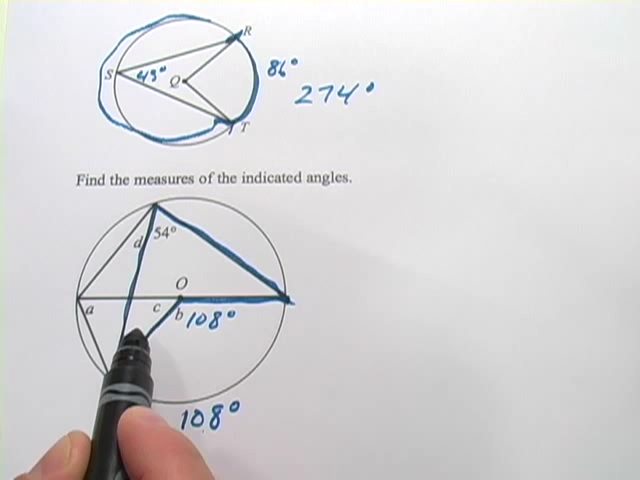 R
S 43° Q 86°
274°
T
Find the measures of the indicated angles.
d 54°
O
a c b 108°
108°